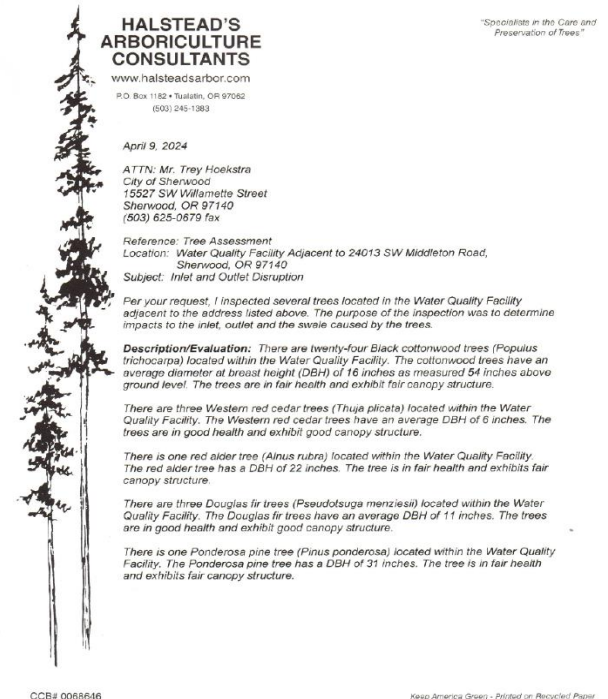 HALSTEAD'S
ARBORICULTURE
CONSULTANTS
www.halsteadsarbor.com
P.O. Box 1182 • Tualatin, OR 97062
(503) 245-1383
"Specialists in the Care and
Preservation of Trees"
April 9, 2024
ATTN: Mr. Trey Hoekstra
City of Sherwood
15527 SW Willamette Street
Sherwood, OR 97140
(503) 625-0679 fax
Reference: Tree Assessment
Location: Water Quality Facility Adjacent to 24013 SW Middleton Road,
Sherwood, OR 97140
Subject: Inlet and Outlet Disruption
Per your request, I inspected several trees located in the Water Quality Facility
adjacent to the address listed above. The purpose of the inspection was to determine
impacts to the inlet, outlet and the swale caused by the trees.
Description/Evaluation: There are twenty-four Black cottonwood trees (Populus
trichocarpa) located within the Water Quality Facility. The cottonwood trees have an
average diameter at breast height (DBH) of 16 inches as measured 54 inches above
ground level. The trees are in fair health and exhibit fair canopy structure.
There are three Western red cedar trees (Thuja plicata) located within the Water
Quality Facility. The Western red cedar trees have an average DBH of 6 inches. The
trees are in good health and exhibit good canopy structure.
There is one red alder tree (Alnus rubra) located within the Water Quality Facility.
The red alder tree has a DBH of 22 inches. The tree is in fair health and exhibits fair
canopy structure.
There are three Douglas fir trees (Pseudotsuga menziesii) located within the Water
Quality Facility. The Douglas fir trees have an average DBH of 11 inches. The trees
are in good health and exhibit good canopy structure.
There is one Ponderosa pine tree (Pinus ponderosa) located within the Water Quality
Facility. The Ponderosa pine tree has a DBH of 31 inches. The tree is in fair health
and exhibits fair canopy structure.
CCB# 0068646
Keep America Green - Printed on Recycled Paper